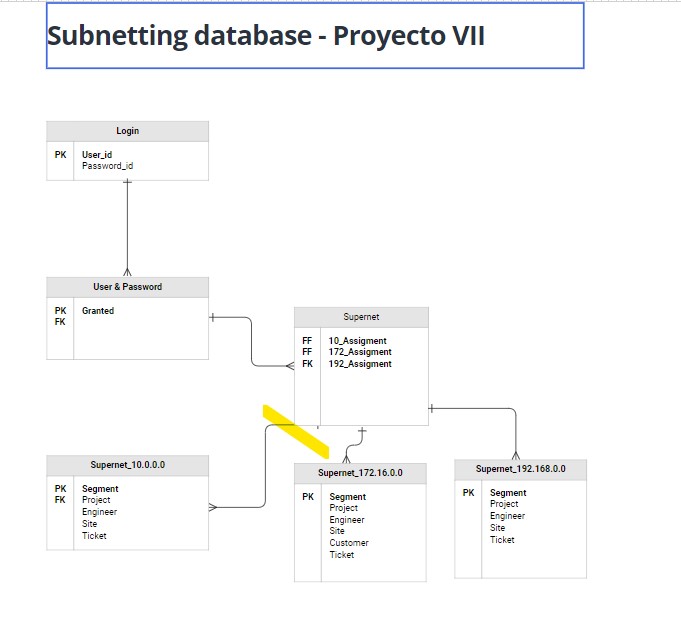 Subnetting database - Proyecto VII
Login
PK User_id
Password_id
User & Password
PK Granted
FK
Supernet
FF 10_Assigment
FF 172_Assigment
FK 192_Assigment
Supernet_10.0.0.0
PK Segment
FK Project
Engineer
Site
Ticket
Supernet_172.16.0.0
PK Segment
Project
Engineer
Site
Customer
Ticket
Supernet_192.168.0.0
PK Segment
Project
Engineer
Site
Ticket